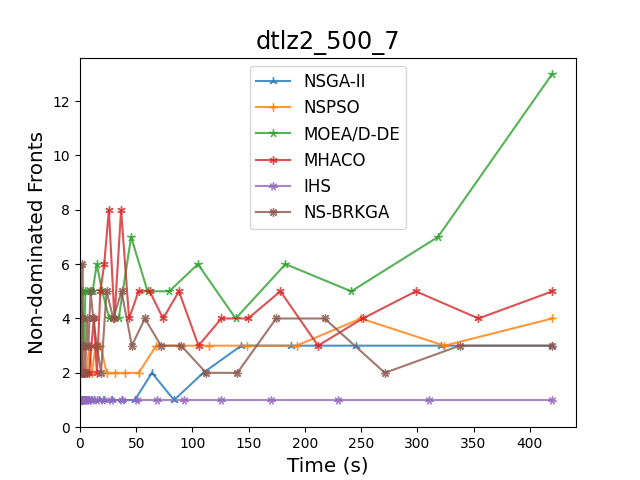 dtlz2_500_7
NSGA-II
NSPSO
MOEA/D-DE
MHACO
IHS
NS-BRKGA
Non-dominated Fronts
12
10
8
6
4
2
0
0 50 100 150 200 250 300 350 400
Time (s)